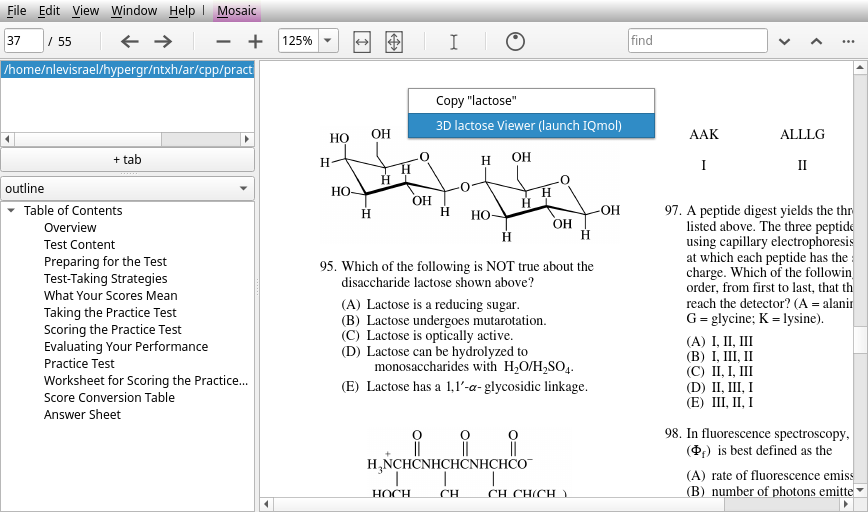 File Edit View Window Help Mosaic
37 / 55 125% find
/home/nlevisrael/hypergr/ntxh/ar/cpp/pract
+ tab
outline
Table of Contents
Overview
Test Content
Preparing for the Test
Test-Taking Strategies
What Your Scores Mean
Taking the Practice Test
Scoring the Practice Test
Evaluating Your Performance
Practice Test
Worksheet for Scoring the Practice...
Score Conversion Table
Answer Sheet
Copy "lactose"
3D lactose Viewer (launch IQmol)
HO OH
H O H OH
H H O O
HO OH H H
H H HO OH
OH H
H
95. Which of the following is NOT true about the
disaccharide lactose shown above?
(A) Lactose is a reducing sugar.
(B) Lactose undergoes mutarotation.
(C) Lactose is optically active.
(D) Lactose can be hydrolyzed to
monosaccharides with H₂O/H₂SO₄.
(E) Lactose has a 1,1′-α- glycosidic linkage.
O O O
H₃N⁺CHCNHCHCNHCHCO⁻
HOCH CH CH CH(CH )
AAK ALLLG
I II
97. A peptide digest yields the thr
listed above. The three peptide
using capillary electrophoresis
at which each peptide has the
charge. Which of the following
order, from first to last, that th
reach the detector? (A = alanin
G = glycine; K = lysine).
(A) I, II, III
(B) I, III, II
(C) II, I, III
(D) II, III, I
(E) III, II, I
98. In fluorescence spectroscopy,
(Φf) is best defined as the
(A) rate of fluorescence emiss
(B) number of photons emitte